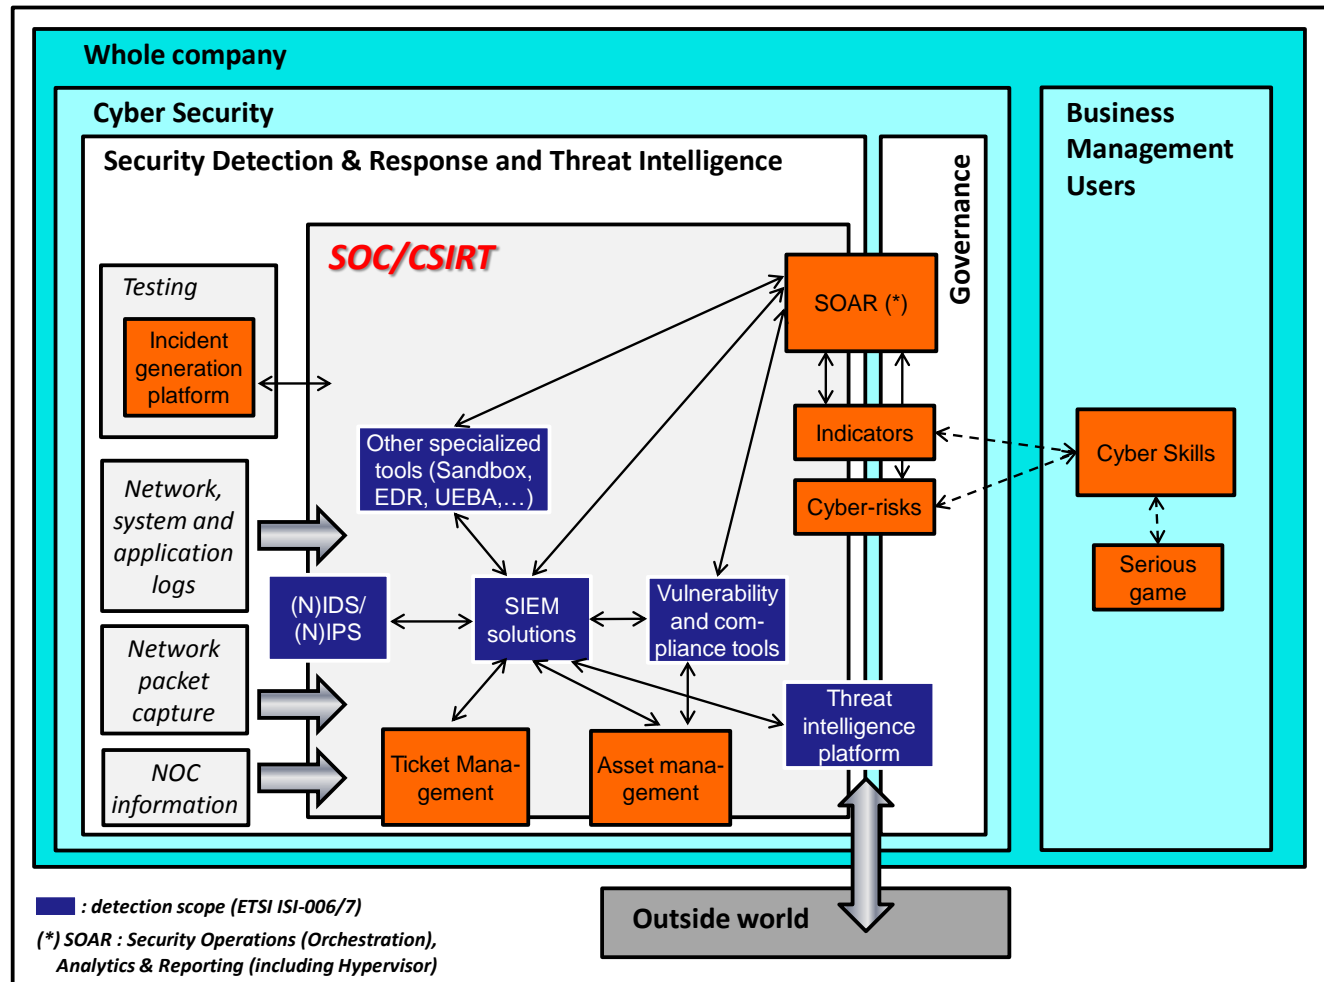 Whole company
Cyber Security
Business
Management
Users
Security Detection & Response and Threat Intelligence
Governance
SOC/CSIRT
Testing
Incident
generation
platform
SOAR (*)
Other specialized
tools (Sandbox,
EDR, UEBA,…)
Indicators
Cyber Skills
Cyber-risks
Network,
system and
application
logs
Serious
game
(N)IDS/
(N)IPS
SIEM
solutions
Vulnerability
and com-
pliance tools
Network
packet
capture
Threat
intelligence
platform
NOC
information
Ticket Mana-
gement
Asset mana-
gement
: detection scope (ETSI ISI-006/7)
(*) SOAR : Security Operations (Orchestration),
Analytics & Reporting (including Hypervisor)
Outside world